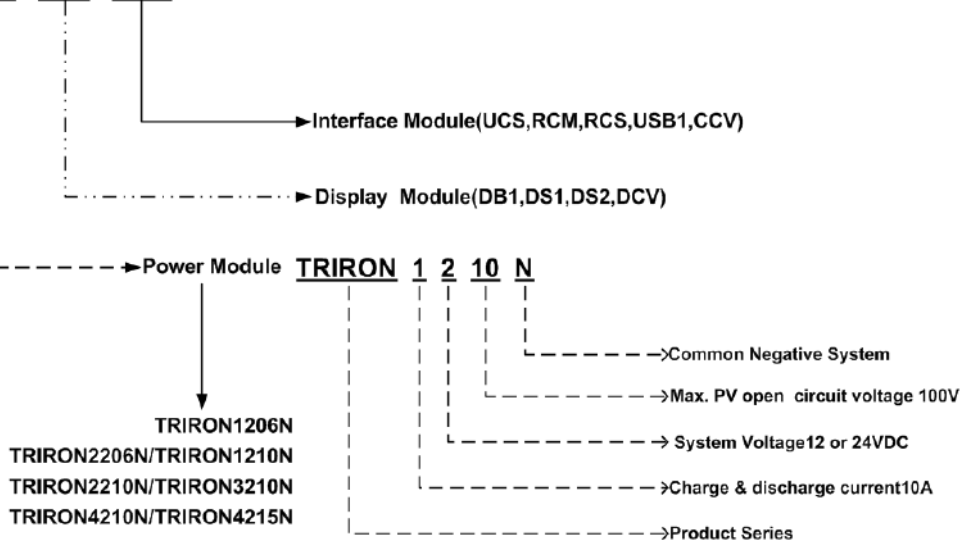 Interface Module(UCS,RCM,RCS,USB1,CCV)
Display Module(DB1,DS1,DS2,DCV)
Power Module TRIRON 1 2 10 N
Common Negative System
Max. PV open circuit voltage 100V
System Voltage12 or 24VDC
Charge & discharge current10A
Product Series
TRIRON1206N
TRIRON2206N/TRIRON1210N
TRIRON2210N/TRIRON3210N
TRIRON4210N/TRIRON4215N